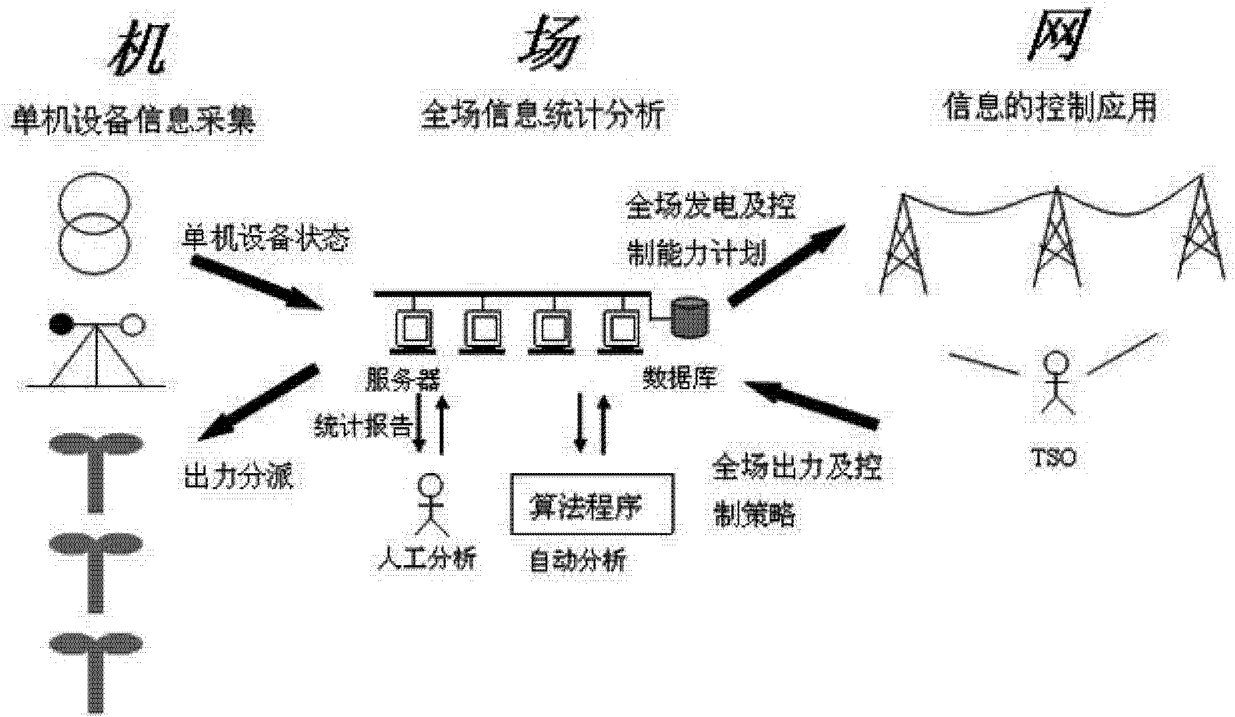 机
单机设备信息采集
单机设备状态
出力分派
场
全场信息统计分析
服务器
数据库
统计报告
人工分析
算法程序
自动分析
全场发电及控
制能力计划
全场出力及控
制策略
网
信息的控制应用
TSO